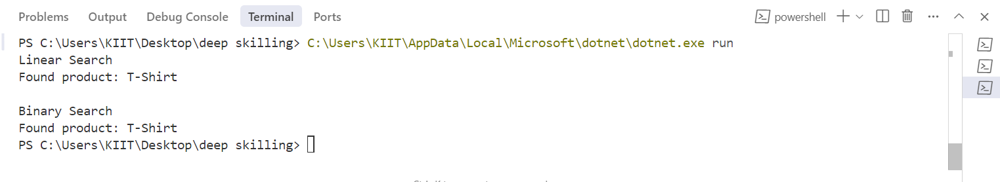 Problems Output Debug Console Terminal Ports powershell
PS C:\Users\KIIT\Desktop\deep skilling> C:\Users\KIIT\AppData\Local\Microsoft\dotnet\dotnet.exe run
Linear Search
Found product: T-Shirt
Binary Search
Found product: T-Shirt
PS C:\Users\KIIT\Desktop\deep skilling>